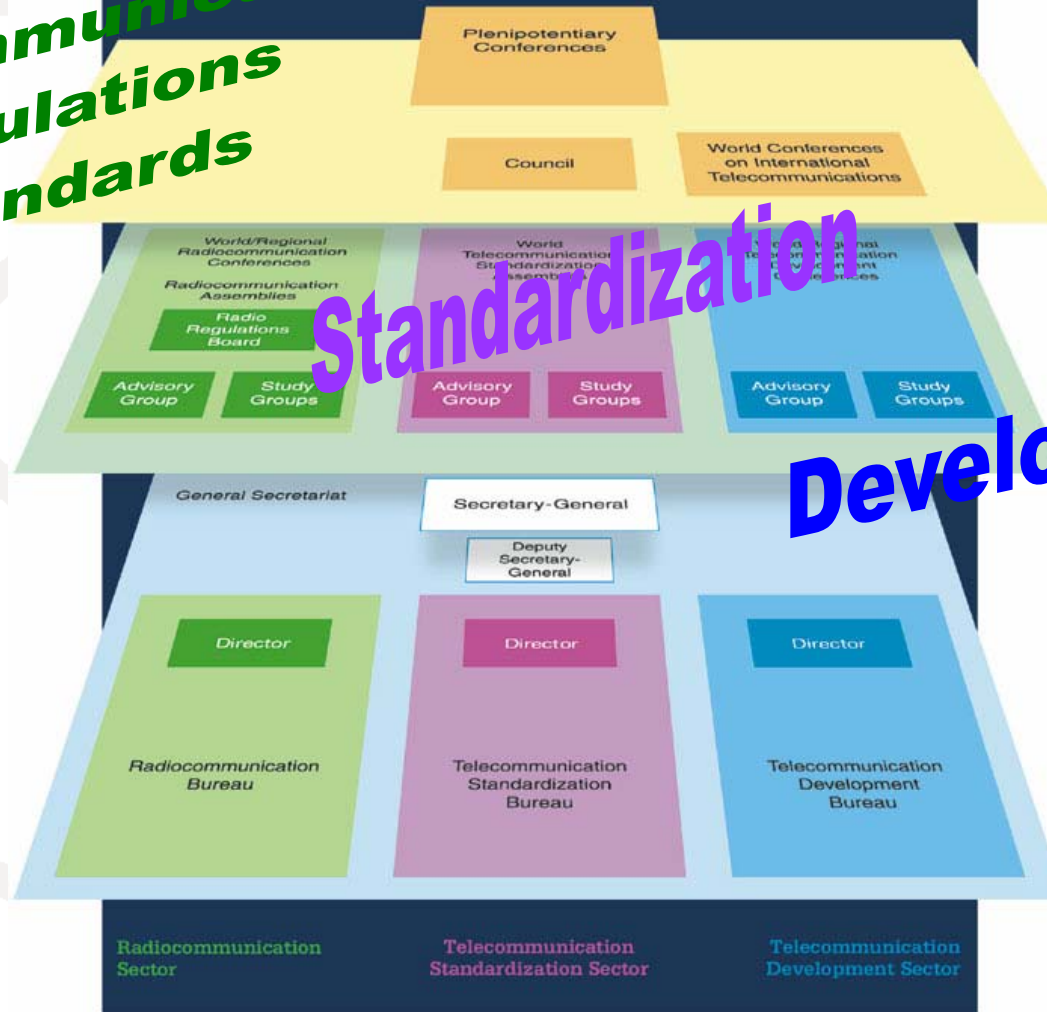 Plenipotentiary
Conferences
ulations
ndards
Council
World Conferences
on International
Telecommunications
World/Regional
Radiocommunication
Conferences
Radiocommunication
Assemblies
Radio
Regulations
Board
Advisory
Group
Study
Groups
World
Telecommunication
Standardization
Standardization
Advisory
Group
Study
Groups
Advisory
Group
Study
Groups
Develo
General Secretariat
Secretary-General
Deputy
Secretary-
General
Director
Director
Director
Radiocommunication
Bureau
Telecommunication
Standardization
Bureau
Telecommunication
Development
Bureau
Radiocommunication
Sector
Telecommunication
Standardization Sector
Telecommunication
Development Sector